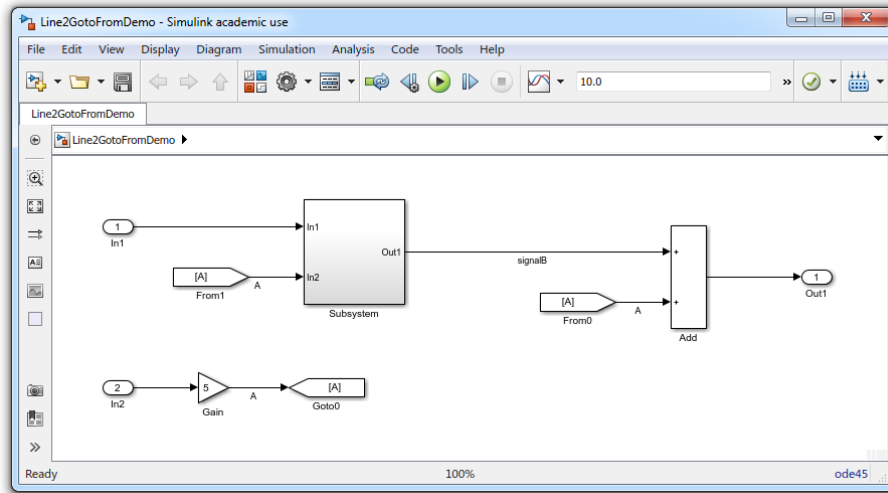 Line2GotoFromDemo - Simulink academic use
File Edit View Display Diagram Simulation Analysis Code Tools Help
10.0
»
Line2GotoFromDemo
Line2GotoFromDemo
1
In1
In1
Out1
In2
Subsystem
[A]
A
From1
signalB
+
+
Add
[A]
A
From0
1
Out1
2
In2
5
Gain
A
[A]
Goto0
Ready 100% ode45